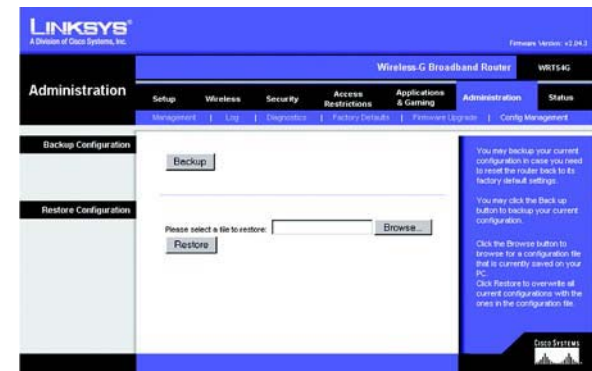 LINKSYS®
A Division of Cisco Systems, Inc.
Firmware Version: v2.04.3
Wireless-G Broadband Router WRT54G
Administration
Setup Wireless Security Access Restrictions Applications & Gaming Administration Status
Management | Log | Diagnostics | Factory Defaults | Firmware Upgrade | Config Management
Backup Configuration
Backup
You may backup your current
configuration in case you need
to reset the router back to its
factory default settings.
You may click the Back up
button to backup your current
configuration.
Restore Configuration
Please select a file to restore: Browse...
Restore
Click the Browse button to
browse for a configuration file
that is currently saved on your
PC.
Click Restore to overwrite all
current configurations with the
ones in the configuration file.
CISCO SYSTEMS